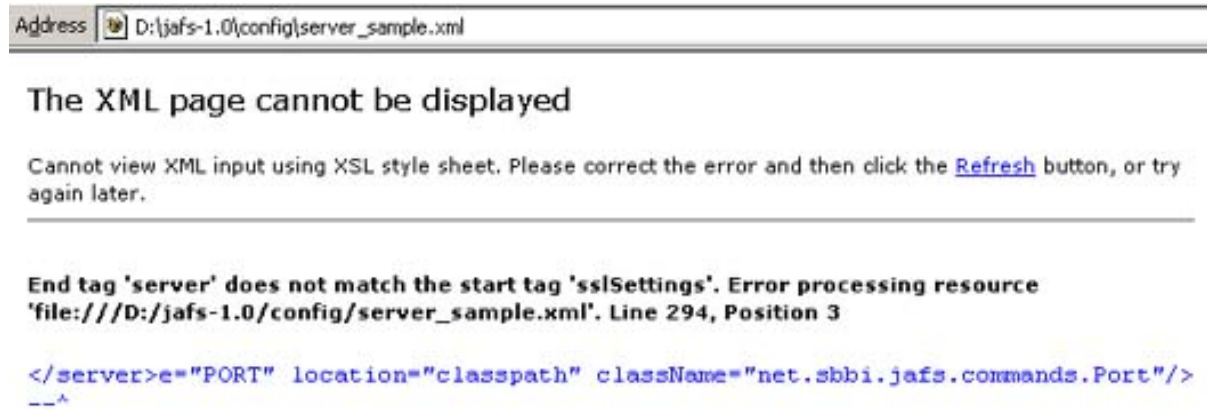 Address D:\jafs-1.0\config\server_sample.xml
The XML page cannot be displayed
Cannot view XML input using XSL style sheet. Please correct the error and then click the Refresh button, or try
again later.
End tag 'server' does not match the start tag 'sslSettings'. Error processing resource
'file:///D:/jafs-1.0/config/server_sample.xml'. Line 294, Position 3
</server>e="PORT" location="classpath" className="net.sbbi.jafs.commands.Port"/>
--^